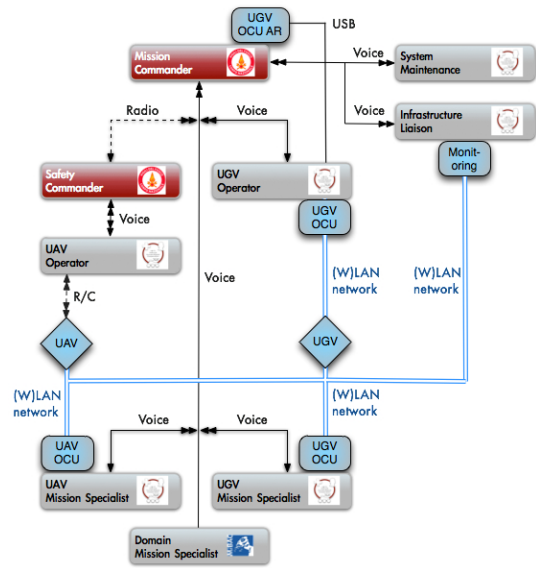 UGV
OCU AR
USB
Mission
Commander
Voice
System
Maintenance
Radio
Voice
Voice
Infrastructure
Liaison
Monit-
oring
Safety
Commander
UGV
Operator
Voice
UGV
OCU
UAV
Operator
Voice
(W)LAN
network
(W)LAN
network
R/C
UAV
UGV
(W)LAN
network
(W)LAN
network
Voice
Voice
UAV
OCU
UGV
OCU
UAV
Mission Specialist
UGV
Mission Specialist
Domain
Mission Specialist